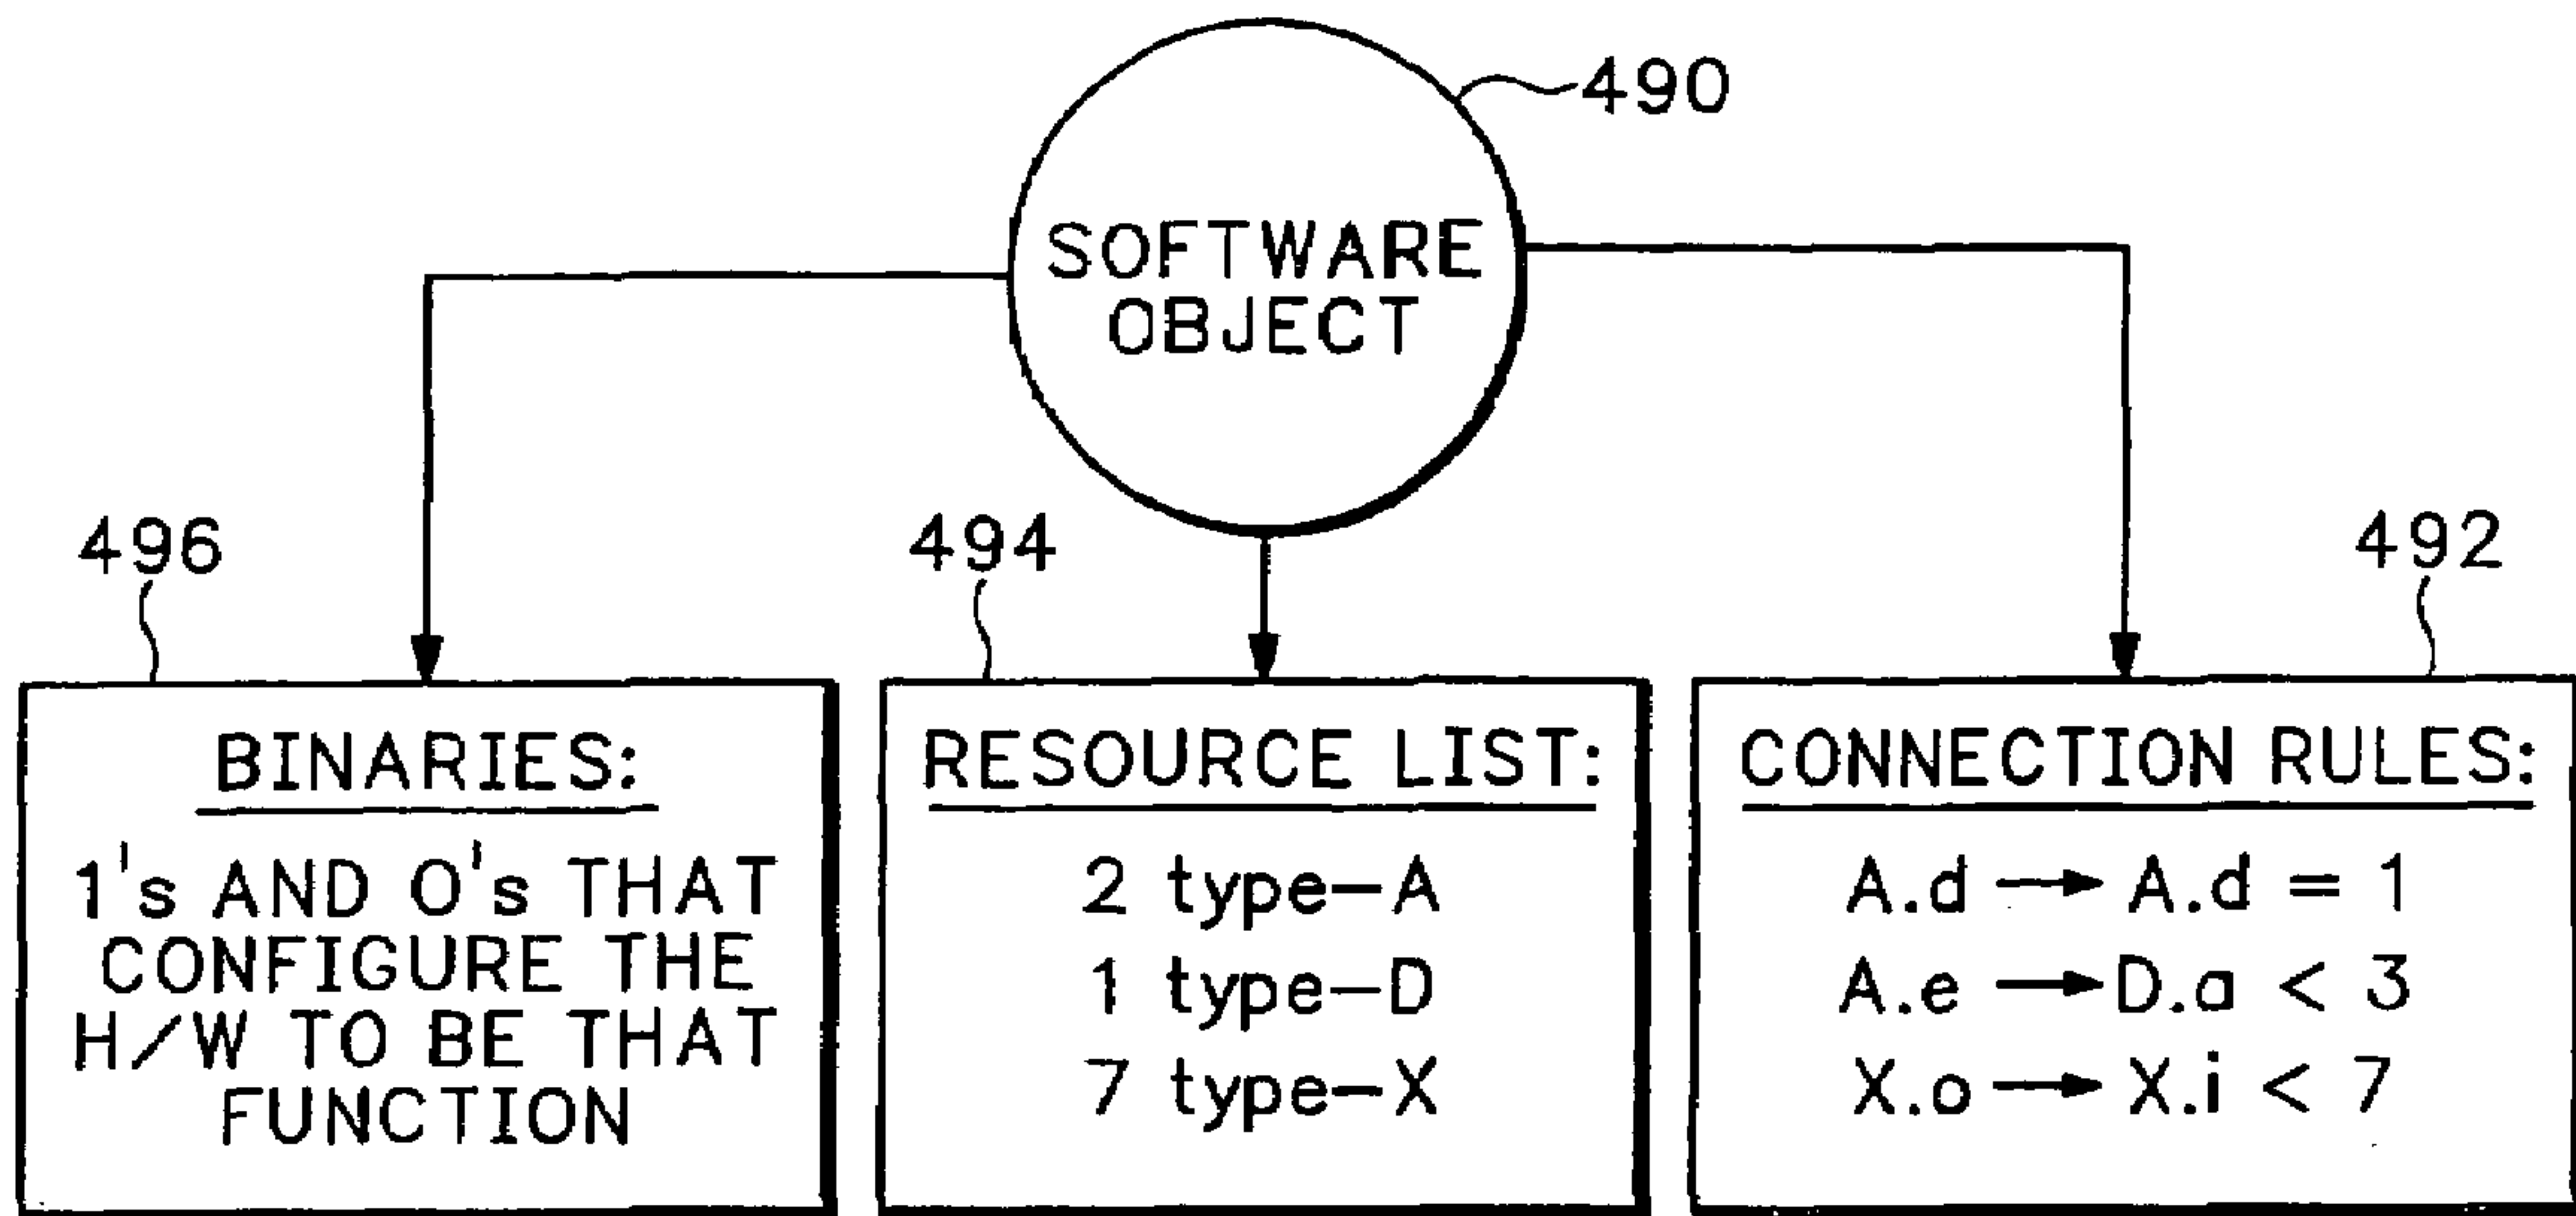 490
SOFTWARE
OBJECT
496
494
492
BINARIES:
1's AND 0's THAT
CONFIGURE THE
H/W TO BE THAT
FUNCTION
RESOURCE LIST:
2 type-A
1 type-D
7 type-X
CONNECTION RULES:
A.d → A.d = 1
A.e → D.a < 3
X.o → X.i < 7